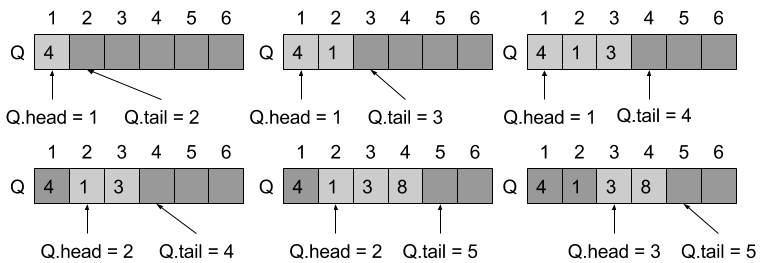 1 2 3 4 5 6 1 2 3 4 5 6 1 2 3 4 5 6
Q 4 Q 4 1 Q 4 1 3
Q.head = 1 Q.tail = 2 Q.head = 1 Q.tail = 3 Q.head = 1 Q.tail = 4
1 2 3 4 5 6 1 2 3 4 5 6 1 2 3 4 5 6
Q 4 1 3 Q 4 1 3 8 Q 4 1 3 8
Q.head = 2 Q.tail = 4 Q.head = 2 Q.tail = 5 Q.head = 3 Q.tail = 5